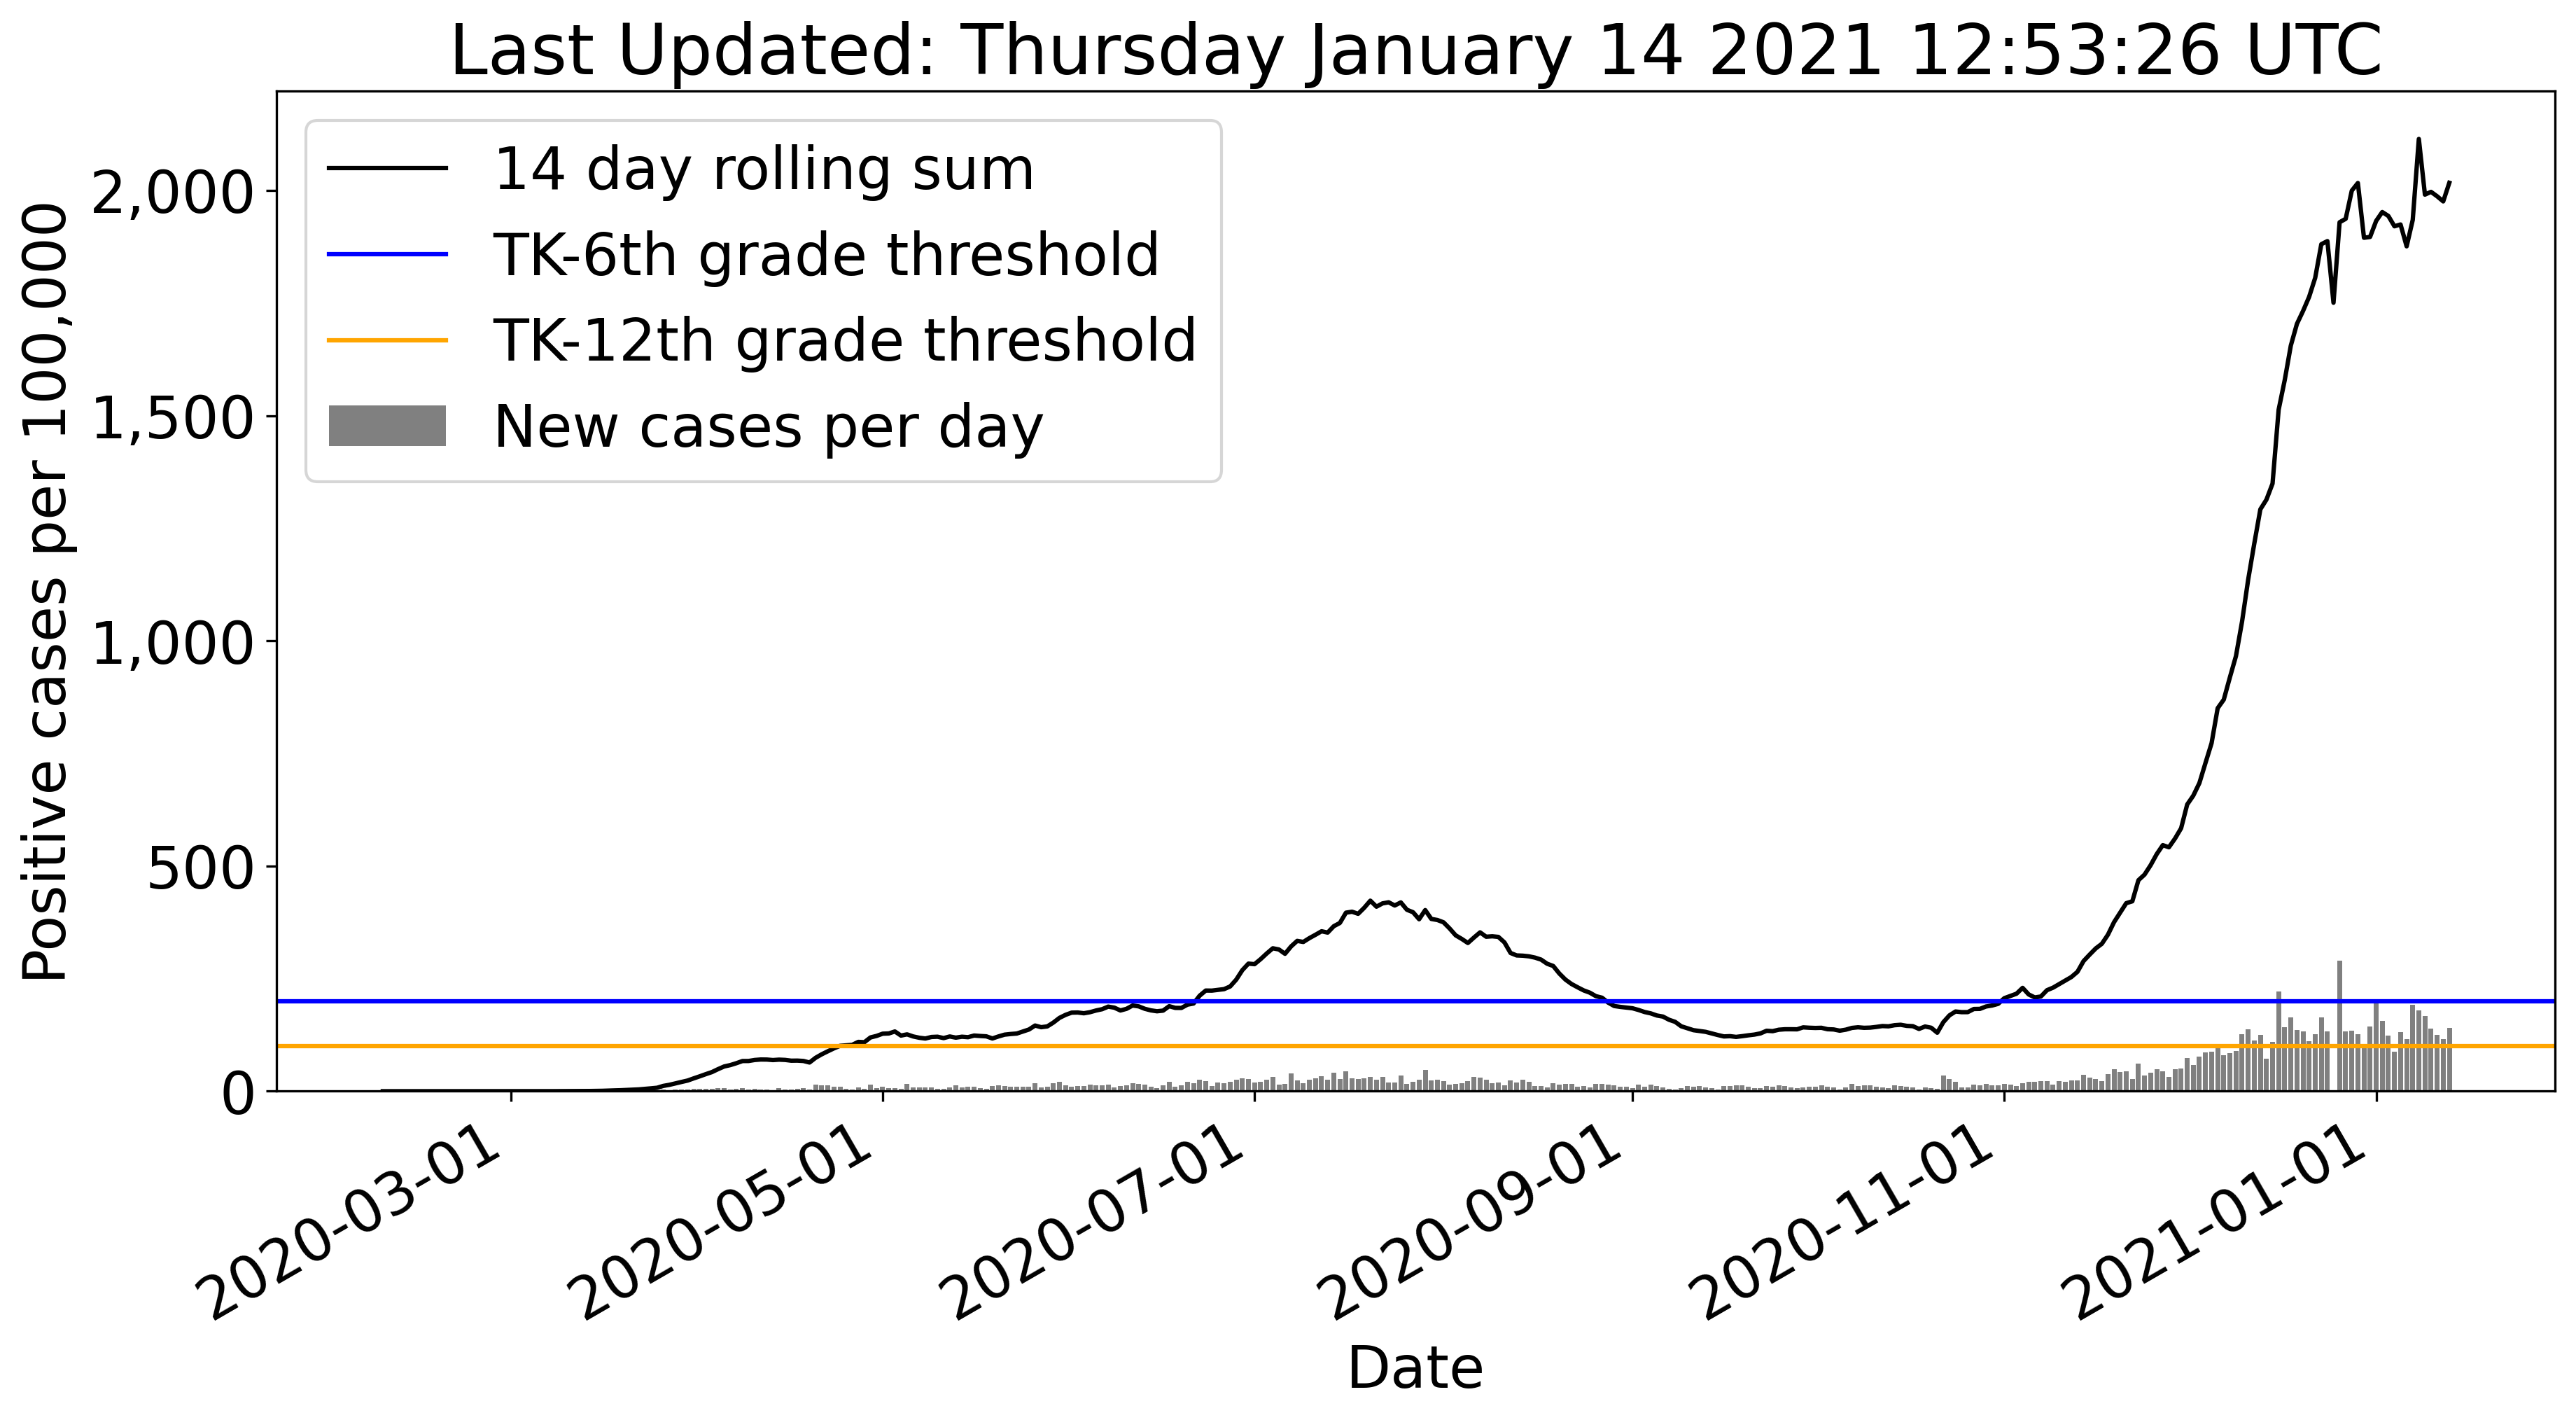 Last Updated: Thursday January 14 2021 12:53:26 UTC
14 day rolling sum
TK-6th grade threshold
TK-12th grade threshold
New cases per day
Positive cases per 100,000
2,000
1,500
1,000
500
0
2020-03-01
2020-05-01
2020-07-01
2020-09-01
2020-11-01
2021-01-01
Date